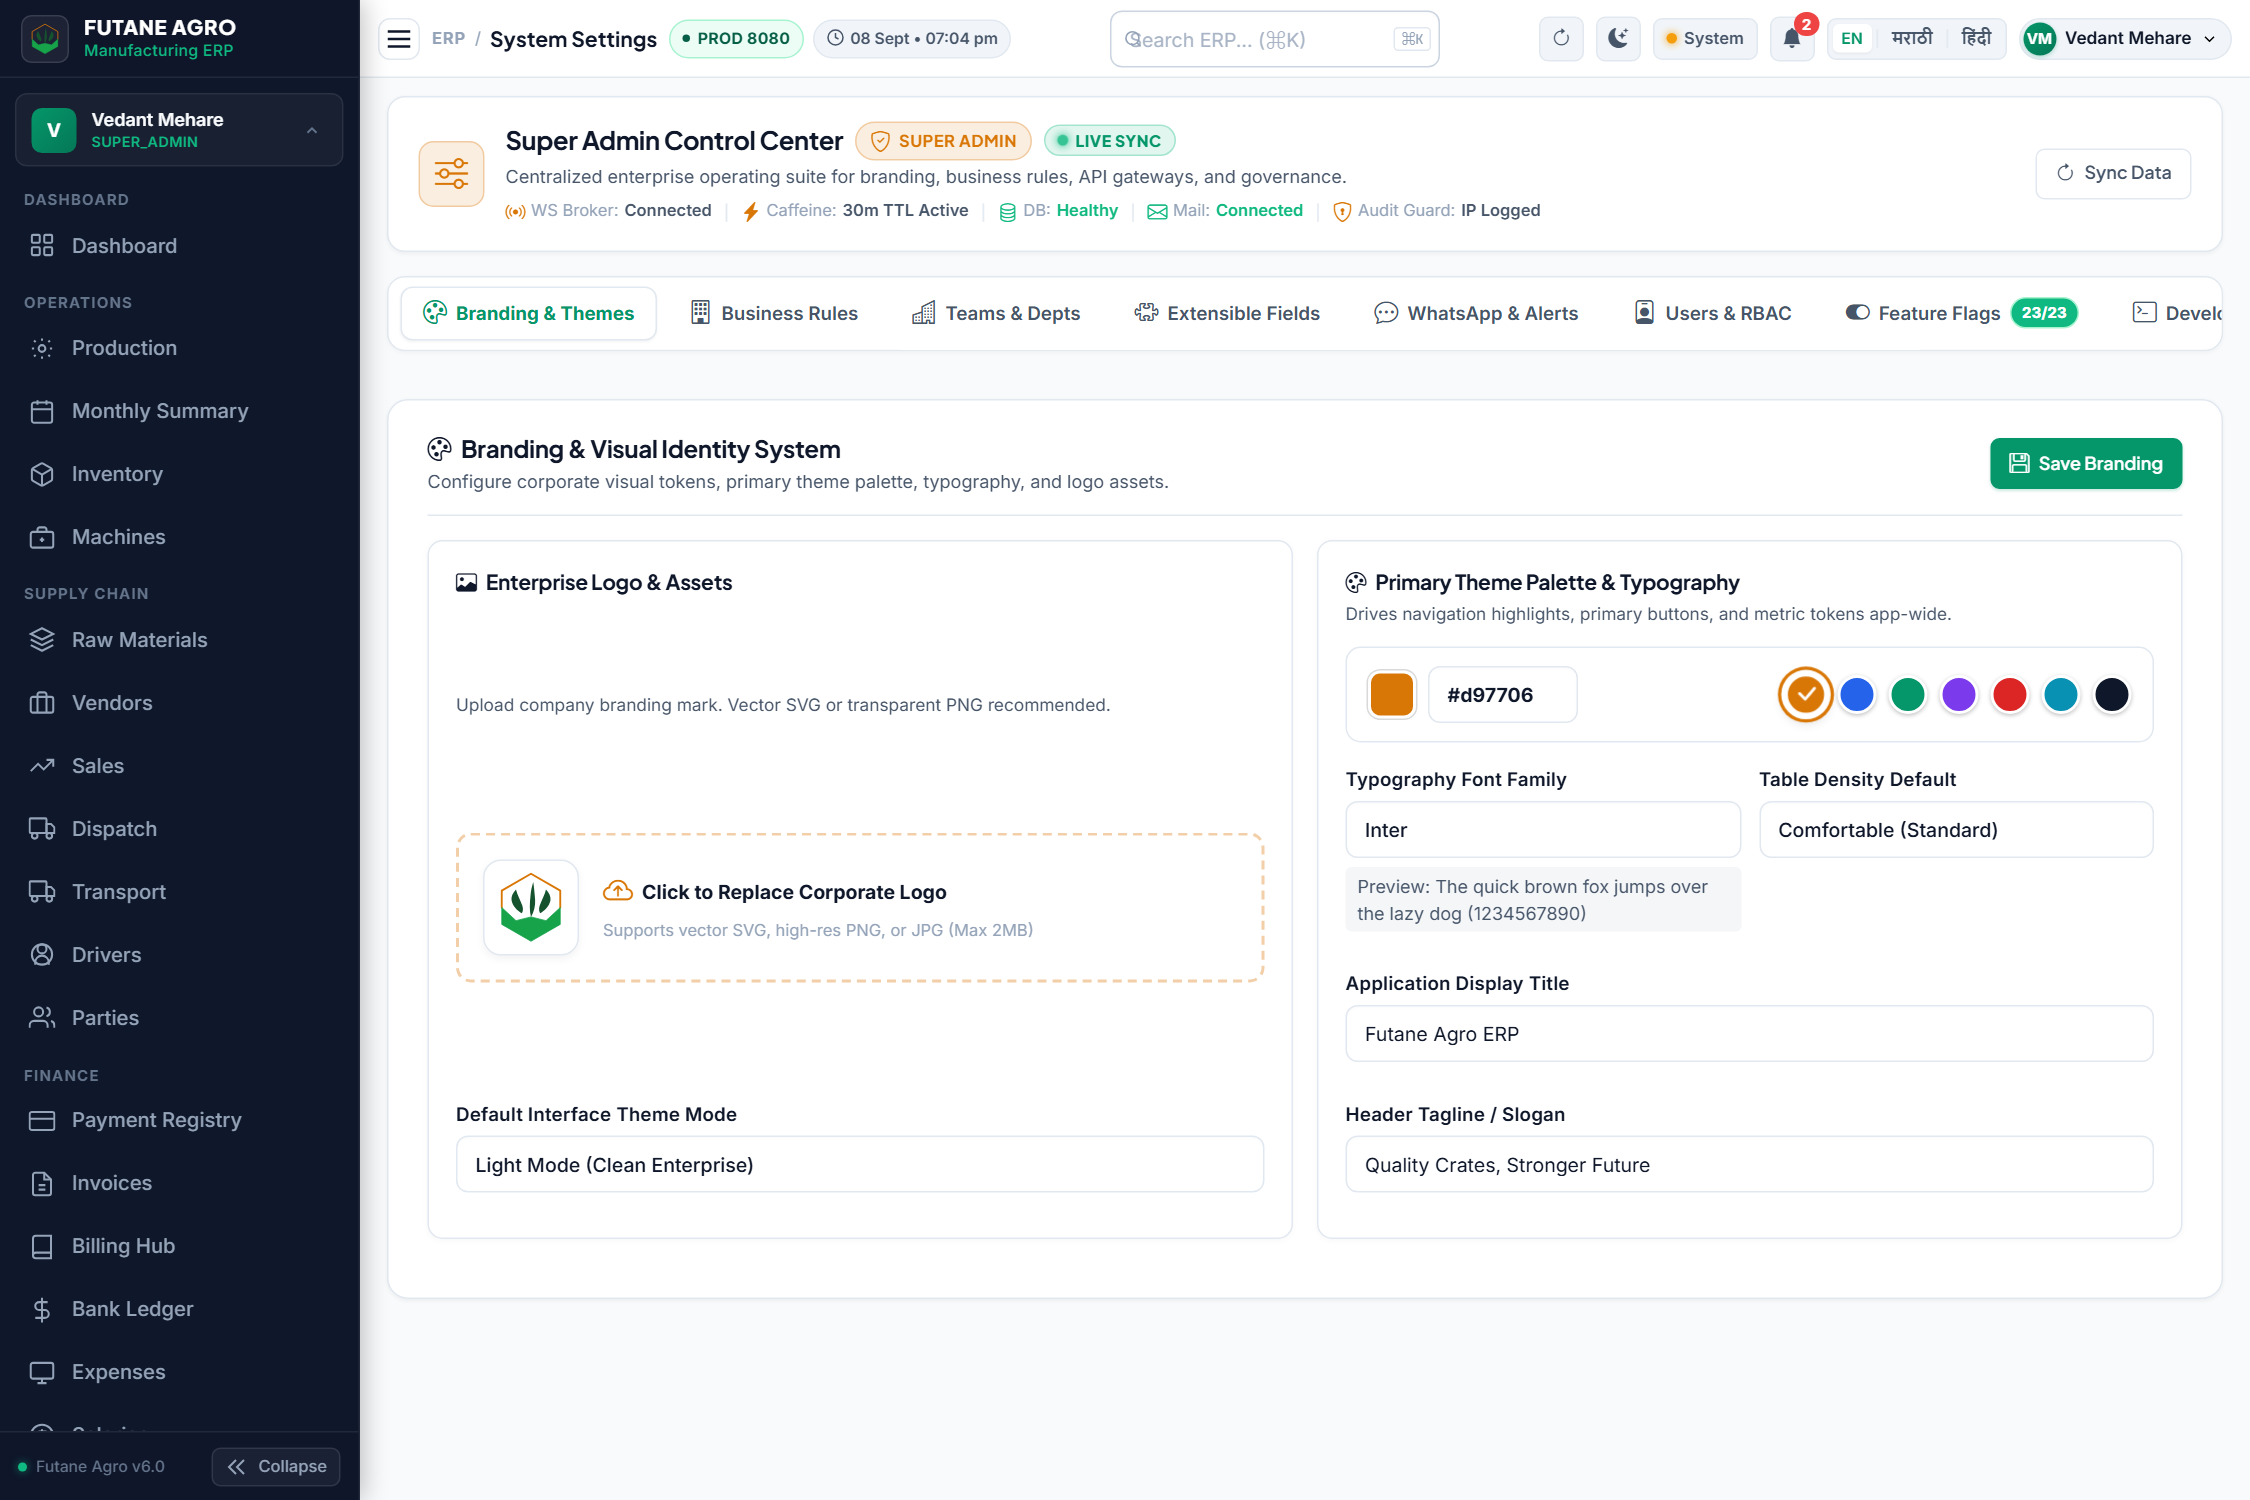 FUTANE AGRO
Manufacturing ERP
V
Vedant Mehare
SUPER_ADMIN
DASHBOARD
Dashboard
OPERATIONS
Production
Monthly Summary
Inventory
Machines
SUPPLY CHAIN
Raw Materials
Vendors
Sales
Dispatch
Transport
Drivers
Parties
FINANCE
Payment Registry
Invoices
Billing Hub
Bank Ledger
Expenses
Futane Agro v6.0
Collapse
ERP / System Settings
PROD 8080
08 Sept • 07:04 pm
Search ERP... (⌘K)
⌘K
System
2
EN
मराठी
हिंदी
VM
Vedant Mehare
Super Admin Control Center
SUPER ADMIN
LIVE SYNC
Centralized enterprise operating suite for branding, business rules, API gateways, and governance.
WS Broker: Connected
Caffeine: 30m TTL Active
DB: Healthy
Mail: Connected
Audit Guard: IP Logged
Sync Data
Branding & Themes
Business Rules
Teams & Depts
Extensible Fields
WhatsApp & Alerts
Users & RBAC
Feature Flags 23/23
Branding & Visual Identity System
Configure corporate visual tokens, primary theme palette, typography, and logo assets.
Save Branding
Enterprise Logo & Assets
Upload company branding mark. Vector SVG or transparent PNG recommended.
Click to Replace Corporate Logo
Supports vector SVG, high-res PNG, or JPG (Max 2MB)
Default Interface Theme Mode
Light Mode (Clean Enterprise)
Primary Theme Palette & Typography
Drives navigation highlights, primary buttons, and metric tokens app-wide.
#d97706
Typography Font Family
Inter
Preview: The quick brown fox jumps over
the lazy dog (1234567890)
Table Density Default
Comfortable (Standard)
Application Display Title
Futane Agro ERP
Header Tagline / Slogan
Quality Crates, Stronger Future